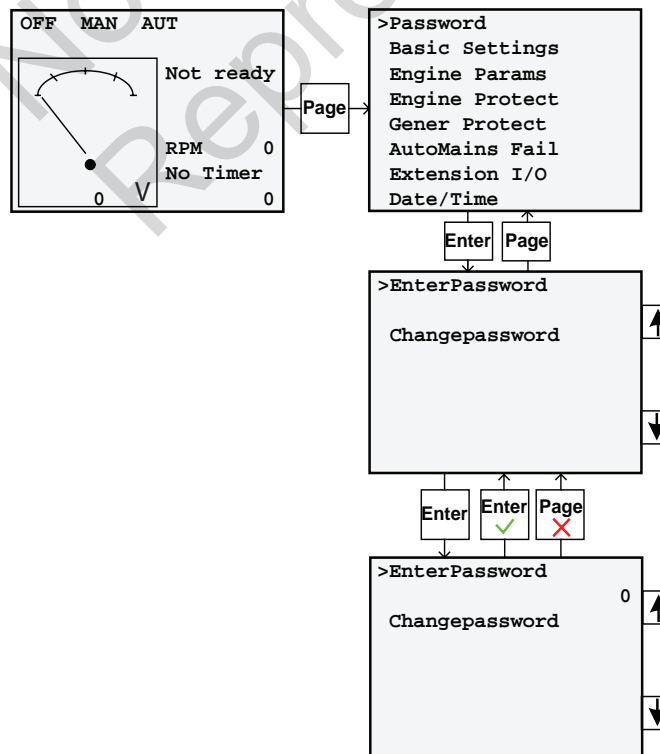 OFF MAN AUT
Not ready
RPM 0
No Timer
0 V 0
Page
>Password
Basic Settings
Engine Params
Engine Protect
Gener Protect
AutoMains Fail
Extension I/O
Date/Time
Enter Page
>EnterPassword
Changepassword
Enter Enter Page
>EnterPassword
0
Changepassword